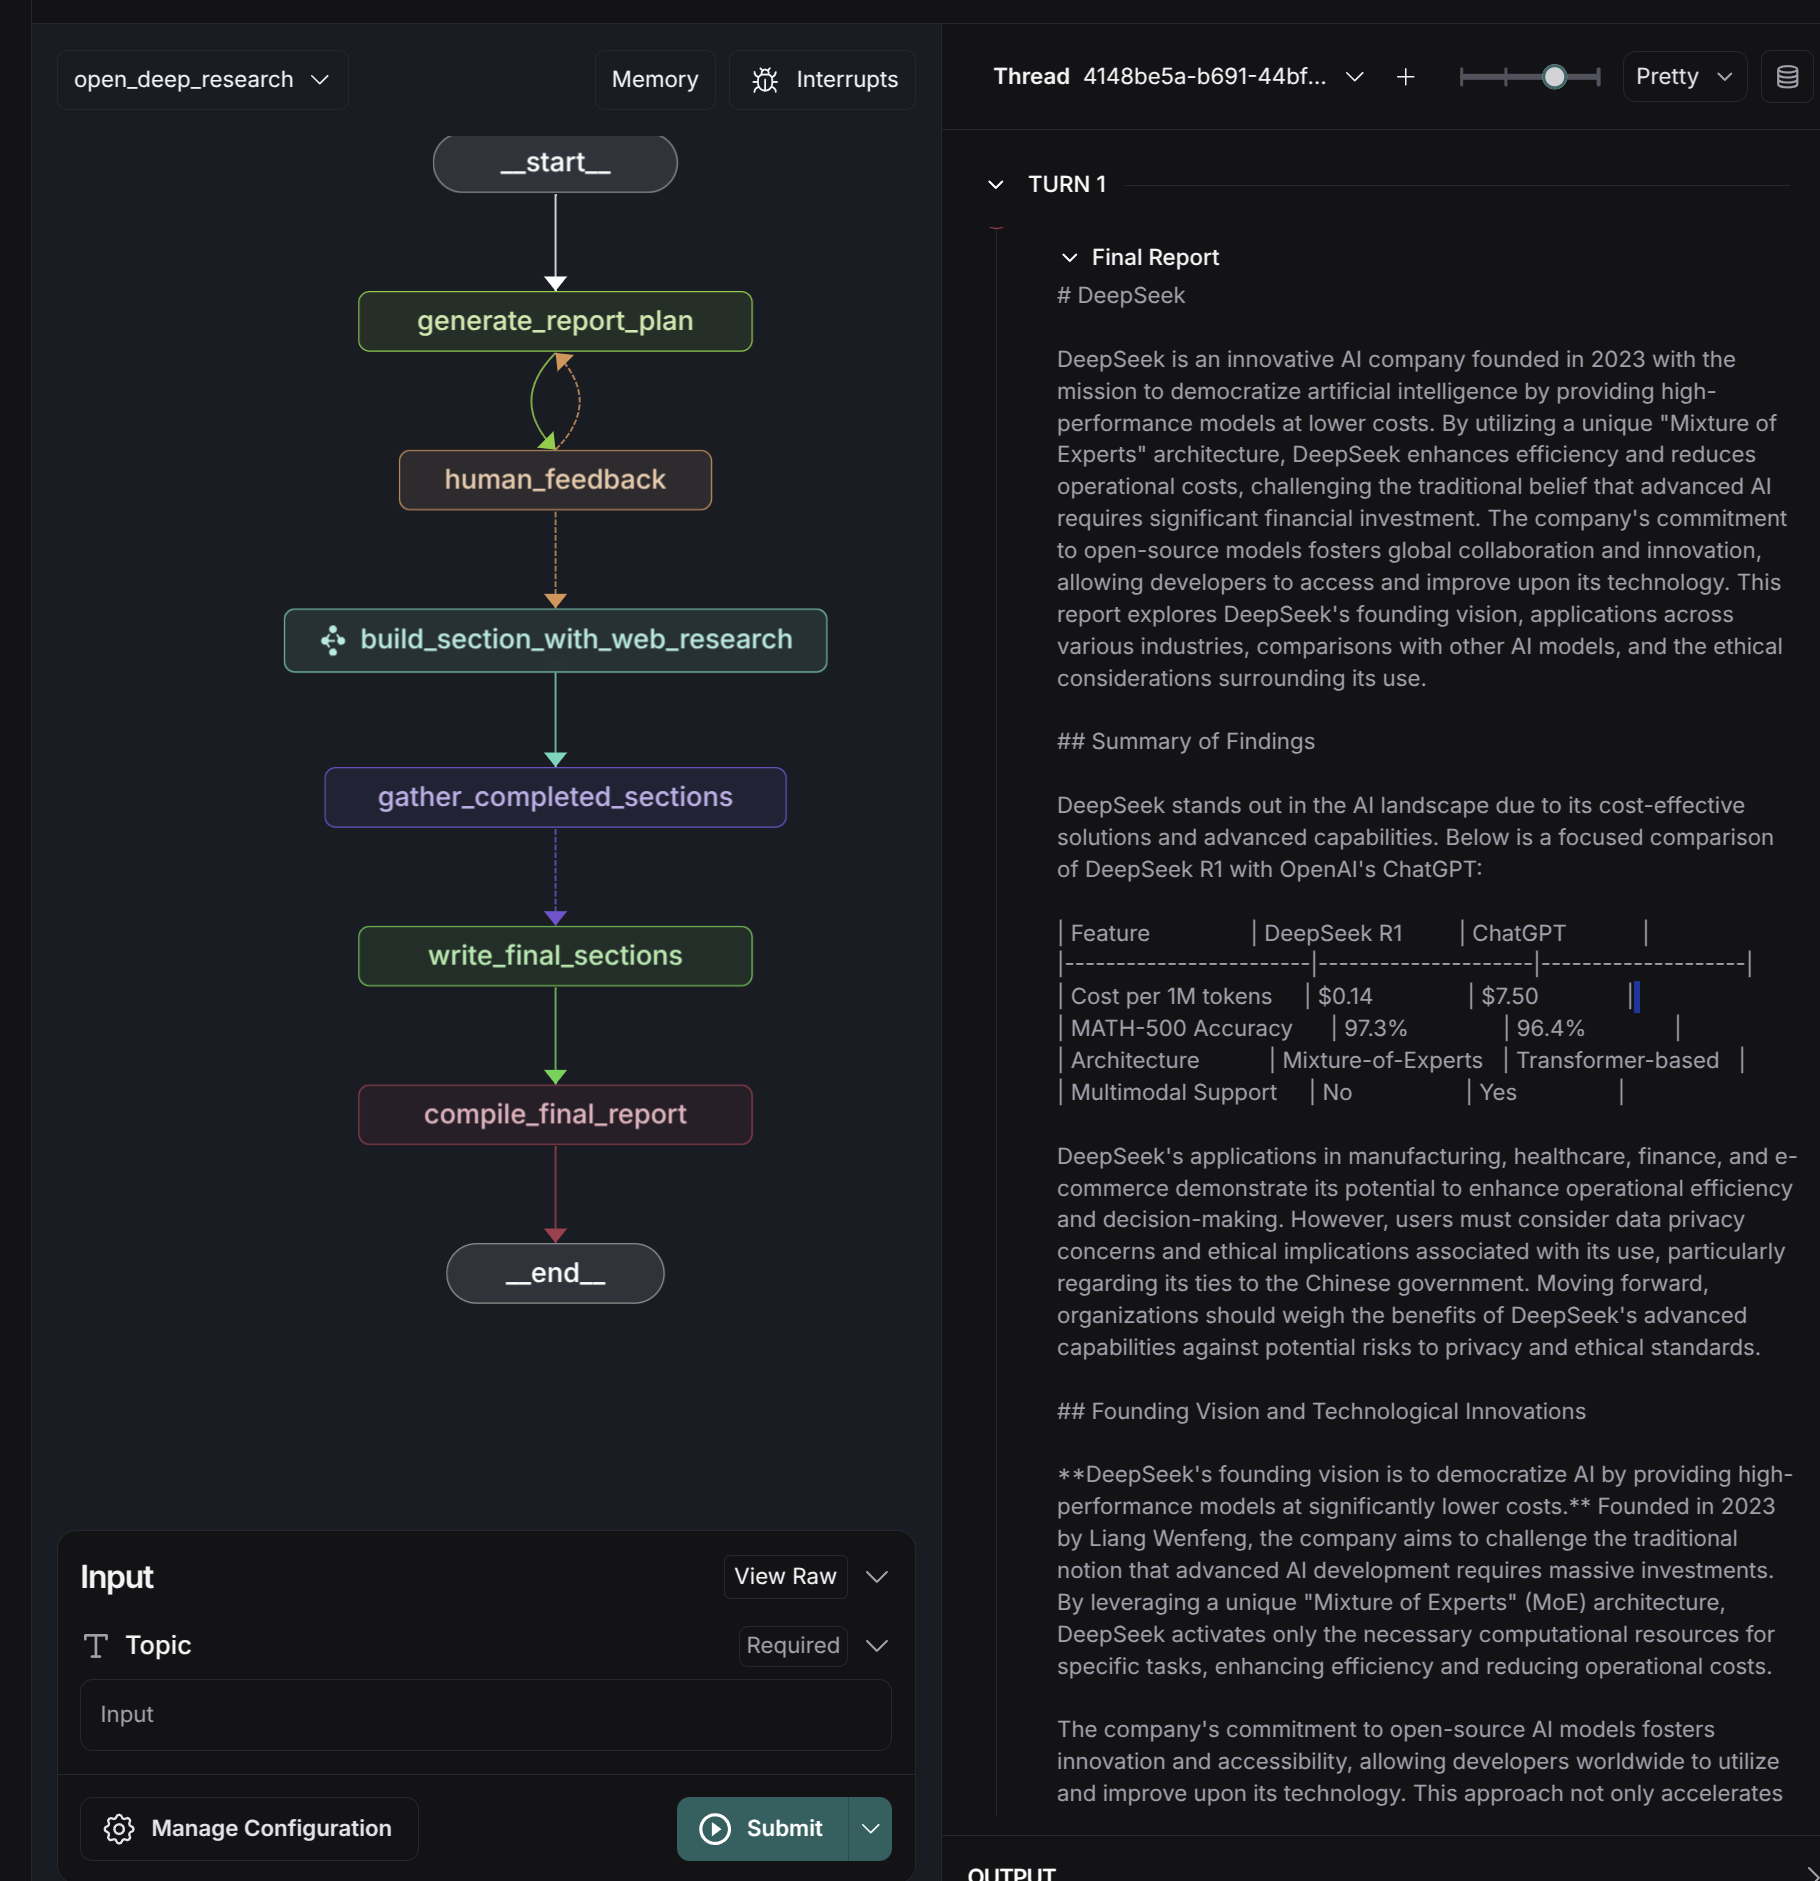 open_deep_research
Memory
Interrupts
__start__
generate_report_plan
human_feedback
build_section_with_web_research
gather_completed_sections
write_final_sections
compile_final_report
__end__
Input
View Raw
Topic
Required
Input
Manage Configuration
Submit
Thread 4148be5a-b691-44bf...
Pretty
TURN 1
Final Report
# DeepSeek
DeepSeek is an innovative AI company founded in 2023 with the
mission to democratize artificial intelligence by providing high-
performance models at lower costs. By utilizing a unique "Mixture of
Experts" architecture, DeepSeek enhances efficiency and reduces
operational costs, challenging the traditional belief that advanced AI
requires significant financial investment. The company's commitment
to open-source models fosters global collaboration and innovation,
allowing developers to access and improve upon its technology. This
report explores DeepSeek's founding vision, applications across
various industries, comparisons with other AI models, and the ethical
considerations surrounding its use.
## Summary of Findings
DeepSeek stands out in the AI landscape due to its cost-effective
solutions and advanced capabilities. Below is a focused comparison
of DeepSeek R1 with OpenAI's ChatGPT:
| Feature | DeepSeek R1 | ChatGPT |
|------------------------|---------------------|--------------------|
| Cost per 1M tokens | $0.14 | $7.50 |
| MATH-500 Accuracy | 97.3% | 96.4% |
| Architecture | Mixture-of-Experts | Transformer-based |
| Multimodal Support | No | Yes |
DeepSeek's applications in manufacturing, healthcare, finance, and e-
commerce demonstrate its potential to enhance operational efficiency
and decision-making. However, users must consider data privacy
concerns and ethical implications associated with its use, particularly
regarding its ties to the Chinese government. Moving forward,
organizations should weigh the benefits of DeepSeek's advanced
capabilities against potential risks to privacy and ethical standards.
## Founding Vision and Technological Innovations
**DeepSeek's founding vision is to democratize AI by providing high-
performance models at significantly lower costs.** Founded in 2023
by Liang Wenfeng, the company aims to challenge the traditional
notion that advanced AI development requires massive investments.
By leveraging a unique "Mixture of Experts" (MoE) architecture,
DeepSeek activates only the necessary computational resources for
specific tasks, enhancing efficiency and reducing operational costs.
The company's commitment to open-source AI models fosters
innovation and accessibility, allowing developers worldwide to utilize
and improve upon its technology. This approach not only accelerates
OUTPUT